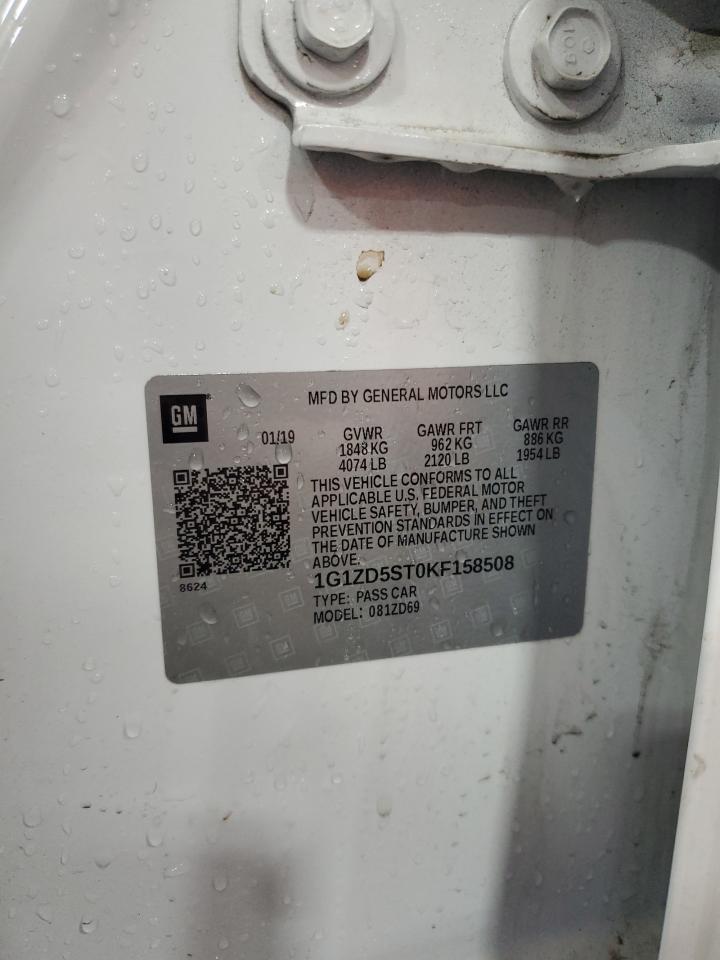 GM
MFD BY GENERAL MOTORS LLC
01/19
GVWR
1848 KG
4074 LB
GAWR FRT
962 KG
2120 LB
GAWR RR
886 KG
1954 LB
THIS VEHICLE CONFORMS TO ALL
APPLICABLE U.S. FEDERAL MOTOR
VEHICLE SAFETY, BUMPER, AND THEFT
PREVENTION STANDARDS IN EFFECT ON
THE DATE OF MANUFACTURE SHOWN
ABOVE.
8624
1G1ZD5ST0KF158508
TYPE: PASS CAR
MODEL: 081ZD69